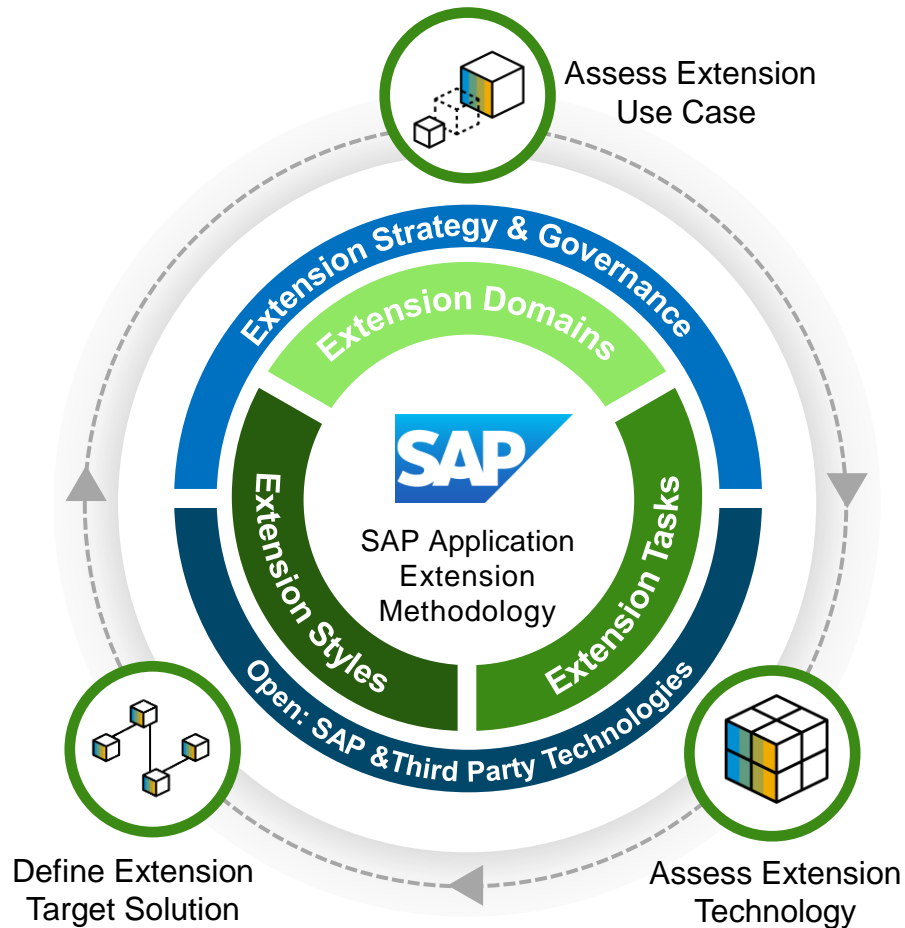 Assess Extension
Use Case
Extension Strategy & Governance
Extension Domains
SAP
SAP Application
Extension
Methodology
Extension Styles
Extension Tasks
Open: SAP &Third Party Technologies
Define Extension
Target Solution
Assess Extension
Technology